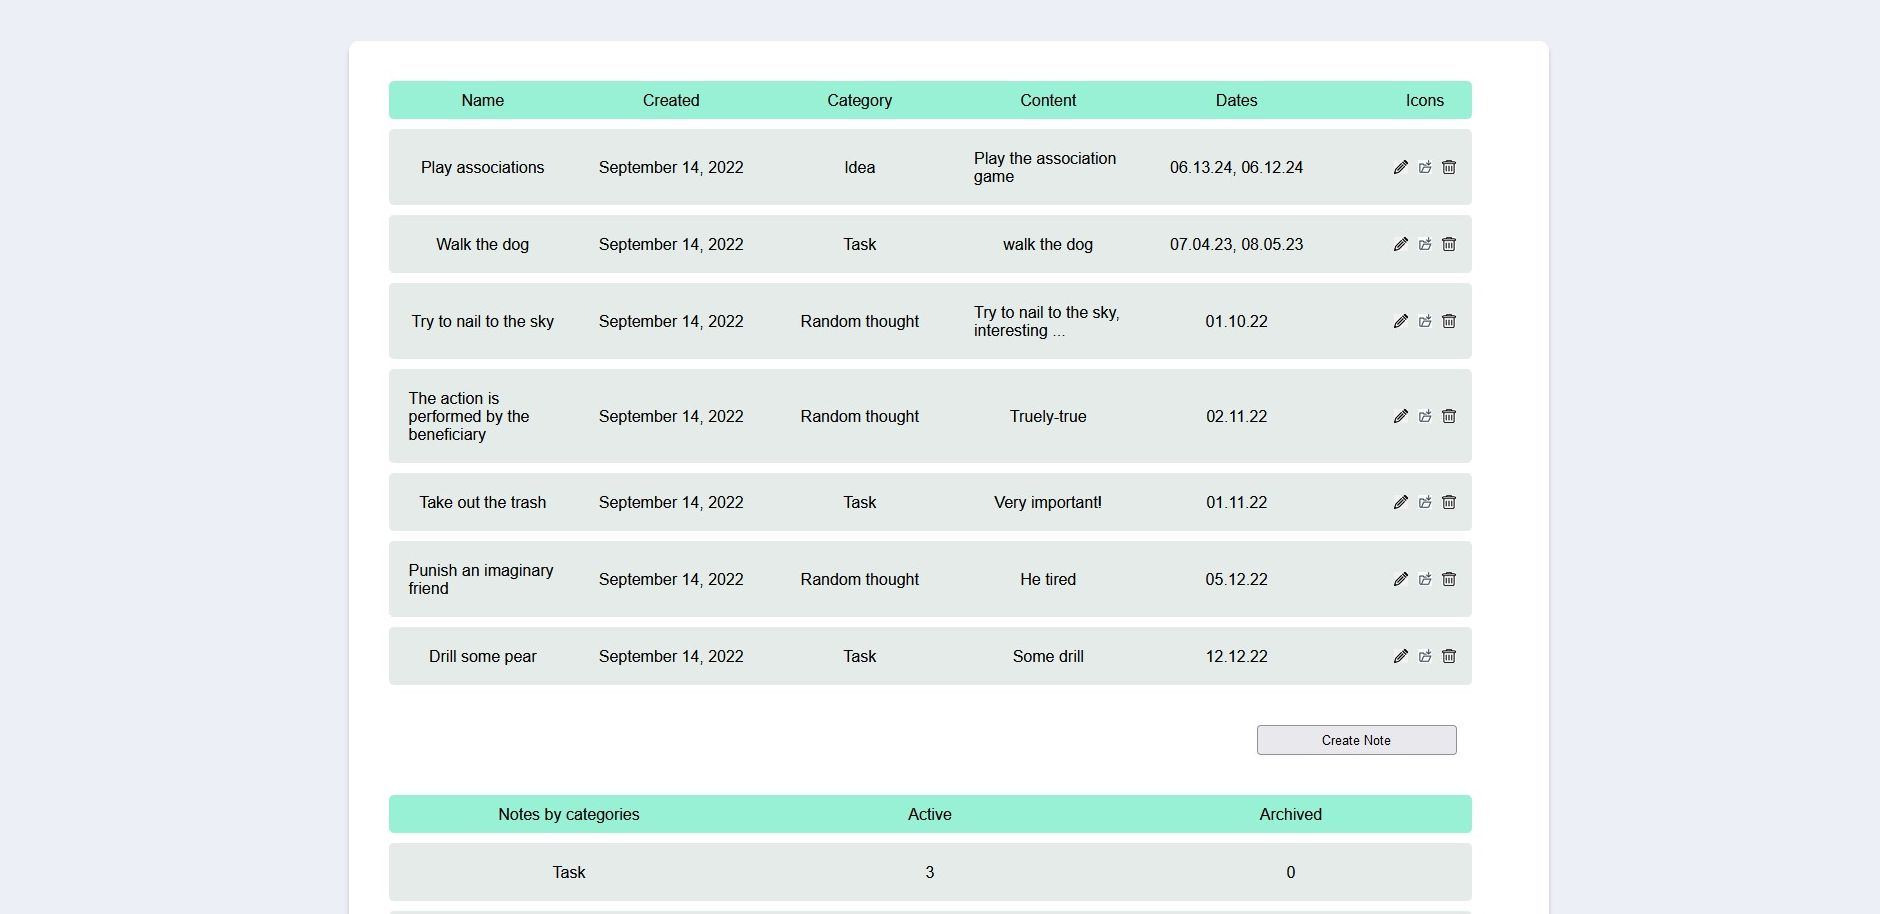 Name Created Category Content Dates Icons
Play associations September 14, 2022 Idea Play the association game 06.13.24, 06.12.24
Walk the dog September 14, 2022 Task walk the dog 07.04.23, 08.05.23
Try to nail to the sky September 14, 2022 Random thought Try to nail to the sky, interesting ... 01.10.22
The action is performed by the beneficiary September 14, 2022 Random thought Truely-true 02.11.22
Take out the trash September 14, 2022 Task Very important! 01.11.22
Punish an imaginary friend September 14, 2022 Random thought He tired 05.12.22
Drill some pear September 14, 2022 Task Some drill 12.12.22
Create Note
Notes by categories Active Archived
Task 3 0